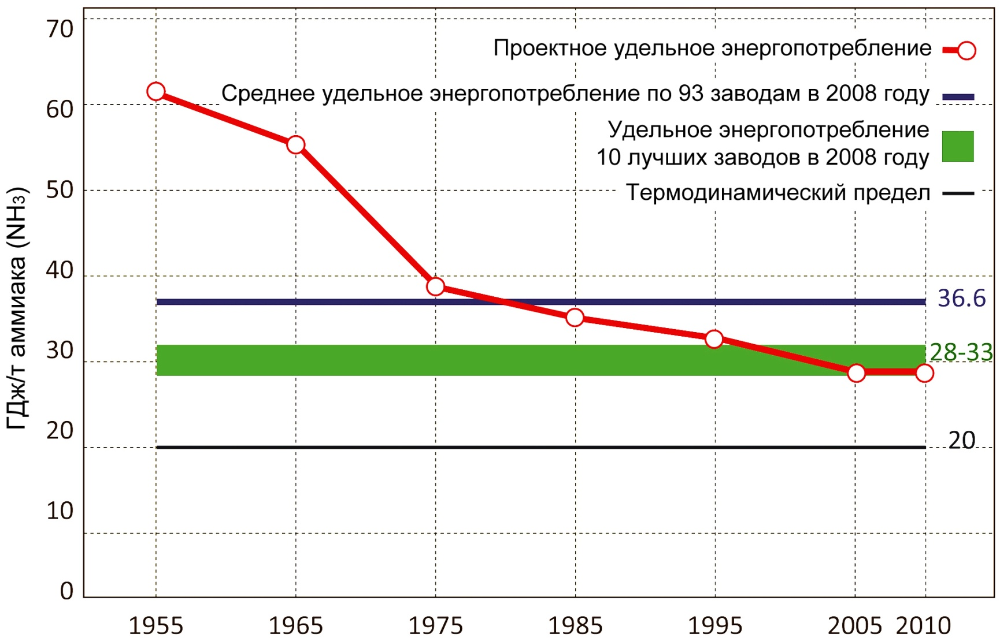 70
60
50
40
30
20
10
0
ГДж/т аммиака (NH₃)
Проектное удельное энергопотребление
Среднее удельное энергопотребление по 93 заводам в 2008 году
Удельное энергопотребление
10 лучших заводов в 2008 году
Термодинамический предел
36.6
28-33
20
1955 1965 1975 1985 1995 2005 2010